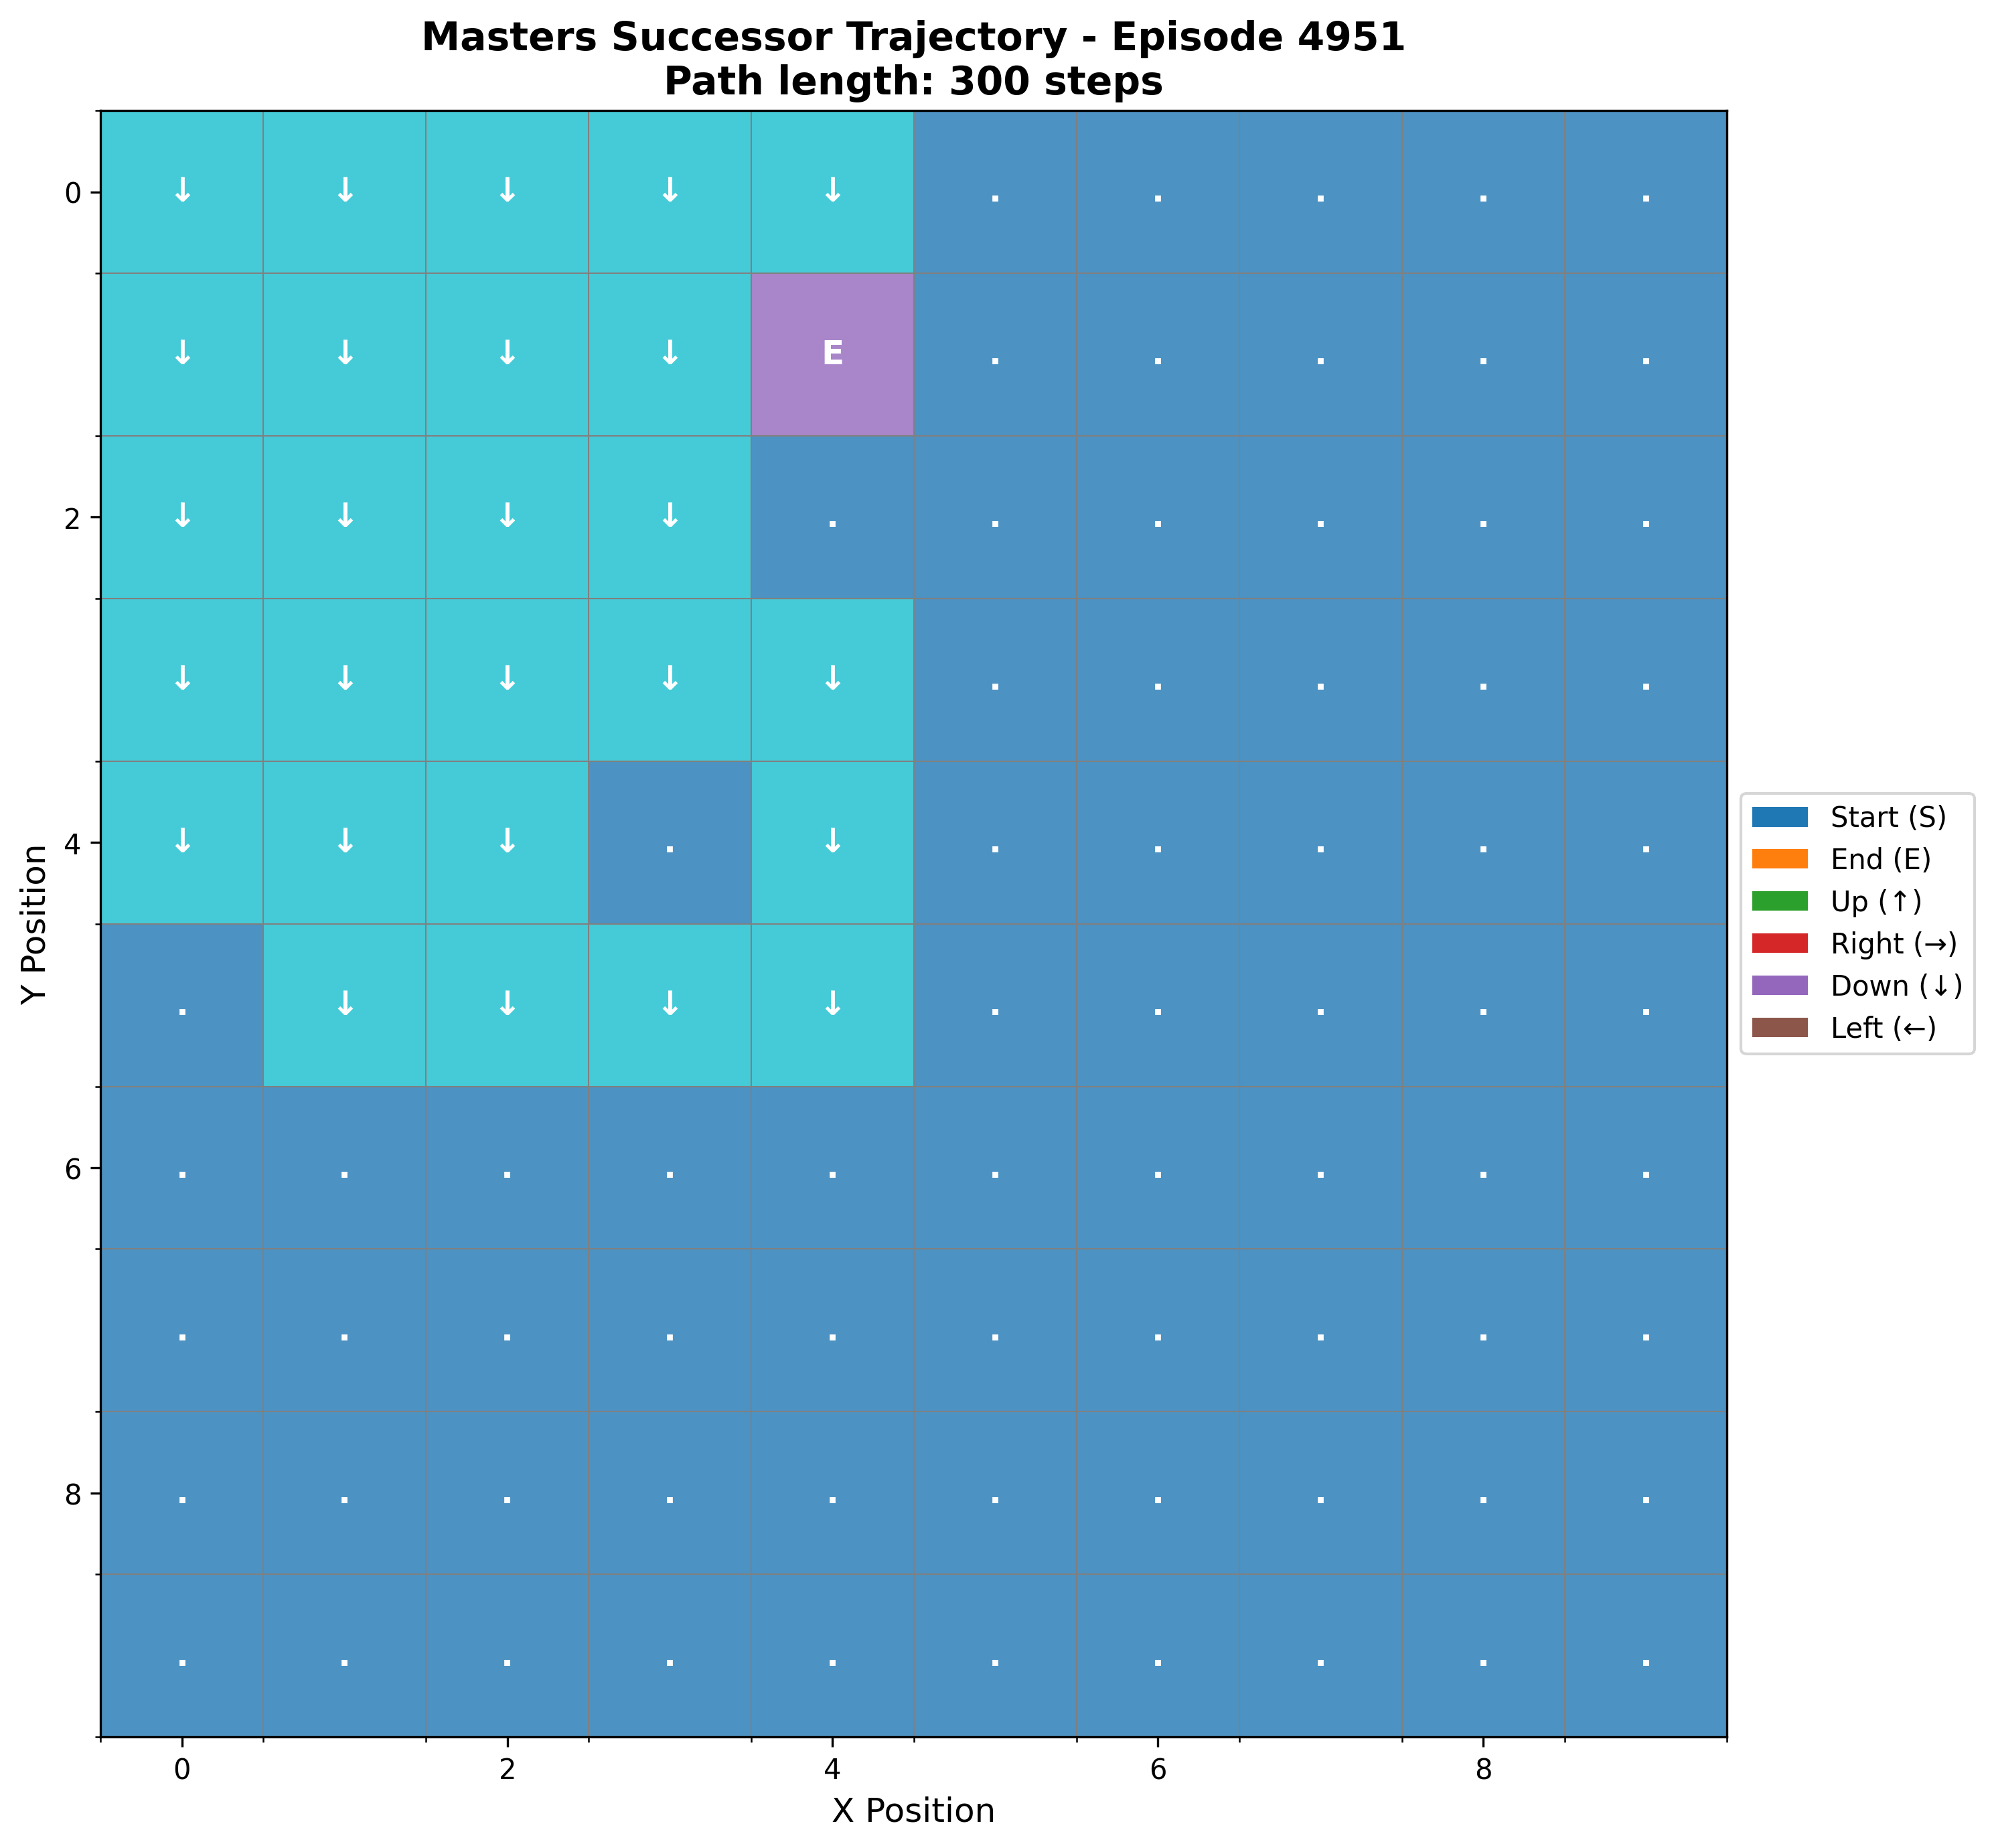 Masters Successor Trajectory - Episode 4951
Path length: 300 steps
0 ↓ ↓ ↓ ↓ ↓ . . . . .
↓ ↓ ↓ ↓ E . . . . .
2 ↓ ↓ ↓ ↓ . . . . . .
↓ ↓ ↓ ↓ ↓ . . . . .
4 ↓ ↓ ↓ . ↓ . . . . .
. ↓ ↓ ↓ ↓ . . . . .
6 . . . . . . . . . .
. . . . . . . . . .
8 . . . . . . . . . .
. . . . . . . . . .
0 2 4 6 8
X Position
Y Position
Start (S)
End (E)
Up (↑)
Right (→)
Down (↓)
Left (←)